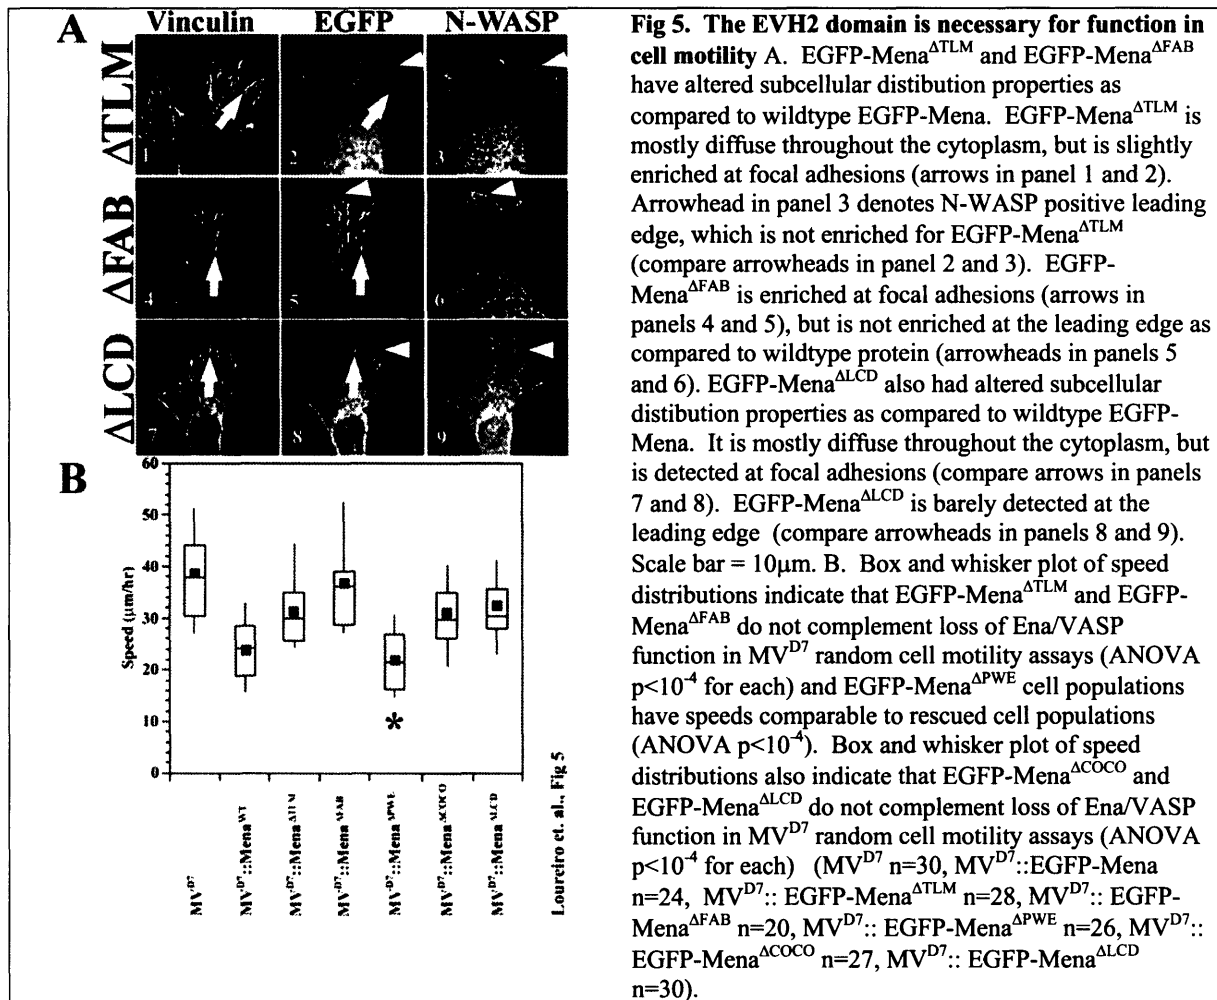 A
Vinculin EGFP N-WASP
ΔTLM
1 2 3
ΔFAB
4 5 6
ΔLCD
7 8 9
B
60
50
40
30
20
10
0
Speed (μm/hr)
*
MV^D7
MV^D7::Mena^WT
MV^D7::Mena^ΔTLM
MV^D7::Mena^ΔFAB
MV^D7::Mena^ΔPWE
MV^D7::Mena^ΔCOCO
MV^D7::Mena^ΔLCD
Loureiro et. al., Fig 5
Fig 5. The EVH2 domain is necessary for function in
cell motility A. EGFP-Mena^ΔTLM and EGFP-Mena^ΔFAB
have altered subcellular distibution properties as
compared to wildtype EGFP-Mena. EGFP-Mena^ΔTLM is
mostly diffuse throughout the cytoplasm, but is slightly
enriched at focal adhesions (arrows in panel 1 and 2).
Arrowhead in panel 3 denotes N-WASP positive leading
edge, which is not enriched for EGFP-Mena^ΔTLM
(compare arrowheads in panel 2 and 3). EGFP-
Mena^ΔFAB is enriched at focal adhesions (arrows in
panels 4 and 5), but is not enriched at the leading edge as
compared to wildtype protein (arrowheads in panels 5
and 6). EGFP-Mena^ΔLCD also had altered subcellular
distibution properties as compared to wildtype EGFP-
Mena. It is mostly diffuse throughout the cytoplasm, but
is detected at focal adhesions (compare arrows in panels
7 and 8). EGFP-Mena^ΔLCD is barely detected at the
leading edge (compare arrowheads in panels 8 and 9).
Scale bar = 10μm. B. Box and whisker plot of speed
distributions indicate that EGFP-Mena^ΔTLM and EGFP-
Mena^ΔFAB do not complement loss of Ena/VASP
function in MV^D7 random cell motility assays (ANOVA
p<10^-4 for each) and EGFP-Mena^ΔPWE cell populations
have speeds comparable to rescued cell populations
(ANOVA p<10^-4). Box and whisker plot of speed
distributions also indicate that EGFP-Mena^ΔCOCO and
EGFP-Mena^ΔLCD do not complement loss of Ena/VASP
function in MV^D7 random cell motility assays (ANOVA
p<10^-4 for each) (MV^D7 n=30, MV^D7::EGFP-Mena
n=24, MV^D7:: EGFP-Mena^ΔTLM n=28, MV^D7:: EGFP-
Mena^ΔFAB n=20, MV^D7:: EGFP-Mena^ΔPWE n=26, MV^D7::
EGFP-Mena^ΔCOCO n=27, MV^D7:: EGFP-Mena^ΔLCD
n=30).